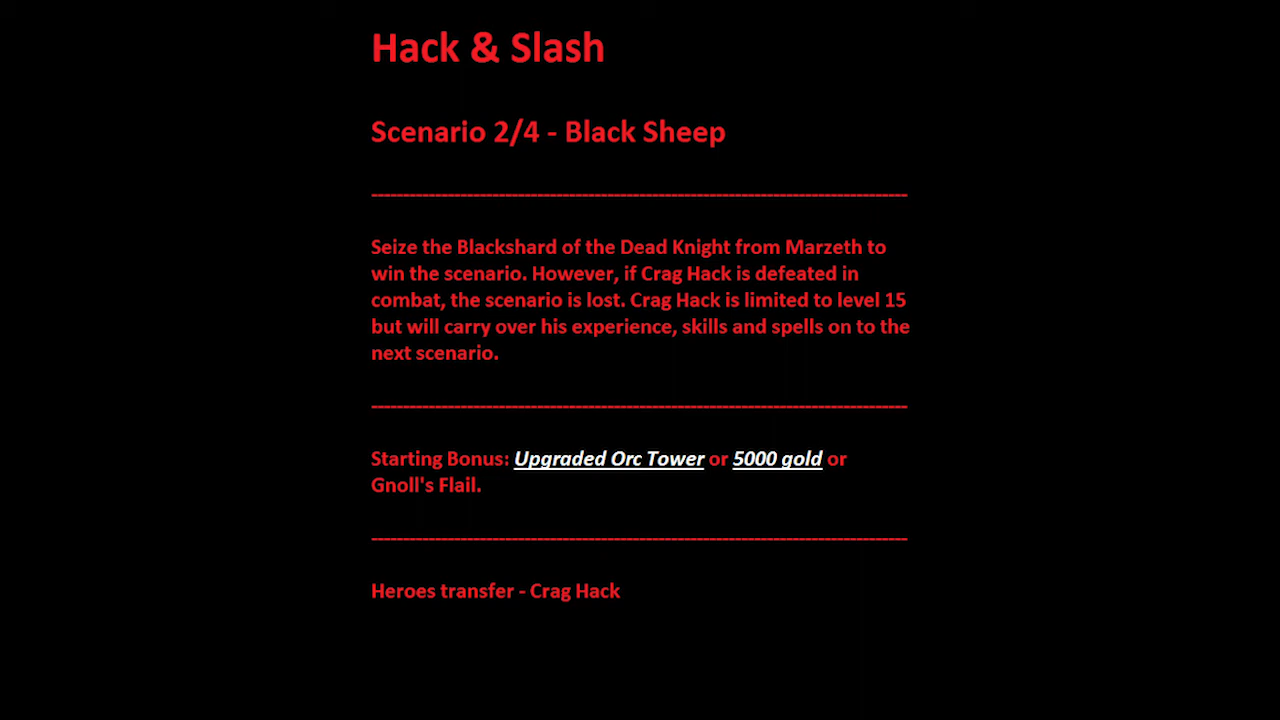 Hack & Slash
Scenario 2/4 - Black Sheep
-------------------------------------------------------------------------------------
Seize the Blackshard of the Dead Knight from Marzeth to
win the scenario. However, if Crag Hack is defeated in
combat, the scenario is lost. Crag Hack is limited to level 15
but will carry over his experience, skills and spells on to the
next scenario.
-------------------------------------------------------------------------------------
Starting Bonus: Upgraded Orc Tower or 5000 gold or
Gnoll's Flail.
-------------------------------------------------------------------------------------
Heroes transfer - Crag Hack